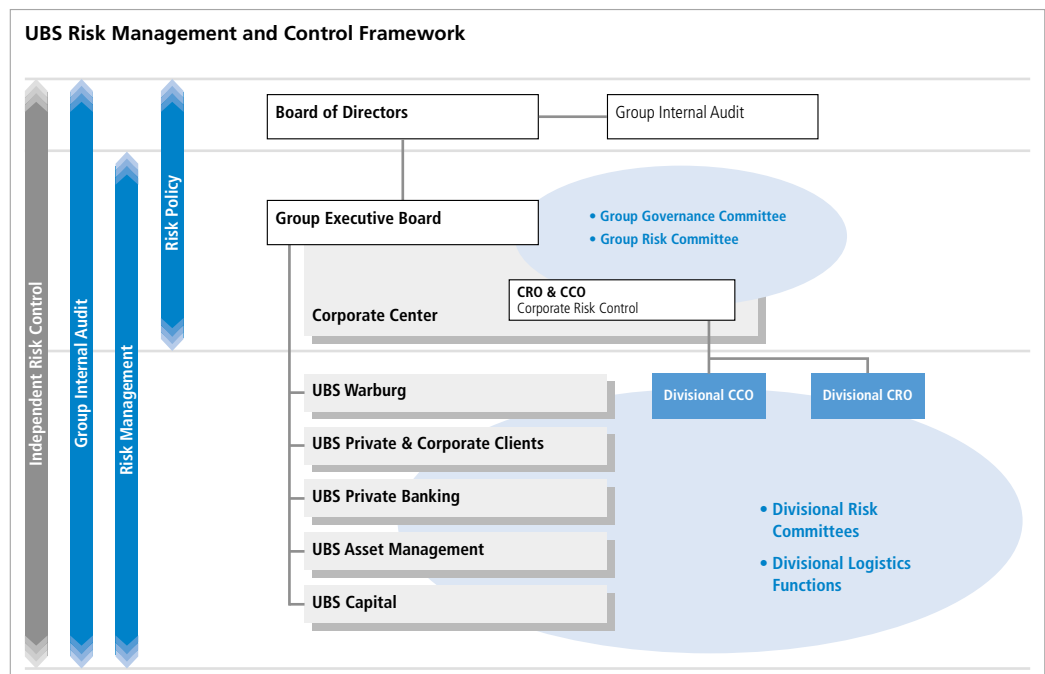 UBS Risk Management and Control Framework
Independent Risk Control
Group Internal Audit
Risk Management
Risk Policy
Board of Directors
Group Internal Audit
Group Executive Board
• Group Governance Committee
• Group Risk Committee
CRO & CCO
Corporate Risk Control
Corporate Center
UBS Warburg
Divisional CCO
Divisional CRO
UBS Private & Corporate Clients
UBS Private Banking
UBS Asset Management
UBS Capital
• Divisional Risk
Committees
• Divisional Logistics
Functions